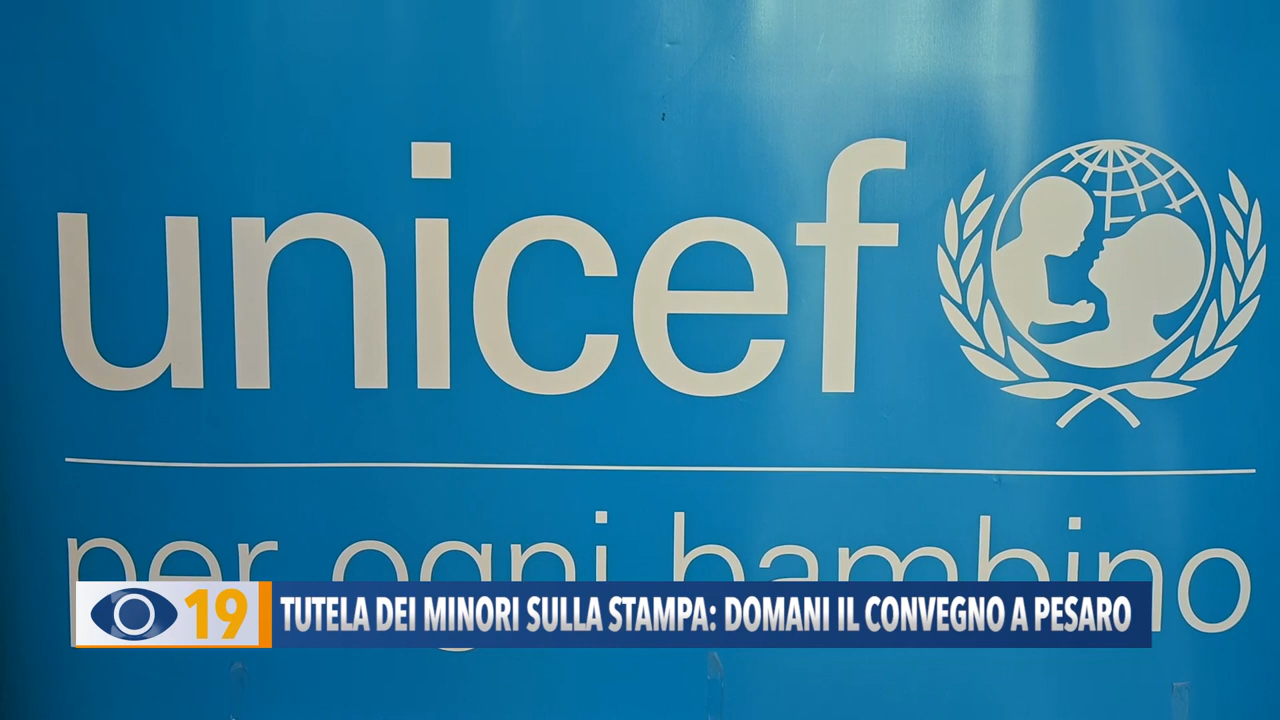 unicef
per ogni bambino
19 TUTELA DEI MINORI SULLA STAMPA: DOMANI IL CONVEGNO A PESARO